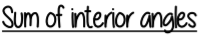 Sum of interior angles